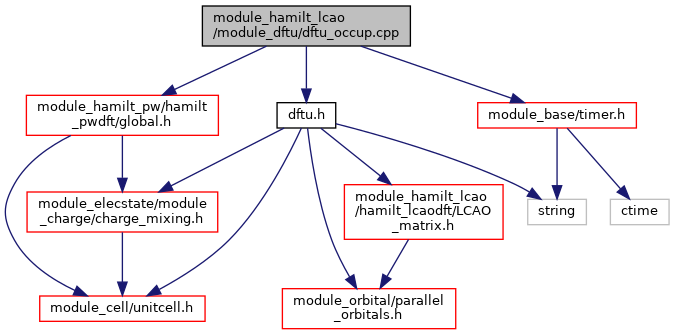 module_hamilt_lcao
/module_dftu/dftu_occup.cpp
module_hamilt_pw/hamilt
_pwdft/global.h
dftu.h
module_base/timer.h
module_elecstate/module
_charge/charge_mixing.h
module_hamilt_lcao
/hamilt_lcaodft/LCAO
_matrix.h
string
ctime
module_cell/unitcell.h
module_orbital/parallel
_orbitals.h